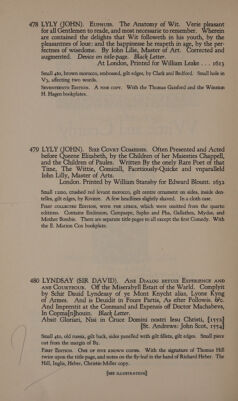 478 LYLY (JOHN). EUPHUES. The Anatomy of Wit. Verie pleasant
for all Gentlemen to reade, and most necessarie to remember. Wherein
are contained the delights that Wit followeth in his youth, by the
pleasantnes of loue: and the happinesse he reapeth in age, by the per-
fectnes of wisedome. By John Lilie, Master of Art. Corrected and
augmented. Device on title-page. Black Letter.
At London, Printed for William Leake . . . 1613
Small 4to, brown morocco, embossed, gilt edges, by Clark and Bedford. Small hole in
V3, affecting two words.
SEVENTEENTH EDITION. A FINE COPY. With the Thomas Gaisford and the Winston
H. Hagen bookplates.
479 LYLY (JOHN). SIXE COVRT COMEDIES. Often Presented and Acted
before Queene Elizabeth, by the Children of her Maiesties Chappell,
and the Children of Paules. Written By the onely Rare Poet of that
Time, The Wittie, Comicall, Facetiously-Quicke and vnparalleld
John Lilly, Master of Arts.
London. Printed by William Stansby for Edward Blount. 1632
Small 12mo, crushed red levant morocco, gilt centre ornament on sides, inside den-
telles, gilt edges, by Riviere. A few headlines slightly shaved. In a cloth case.
FIRST COLLECTED EDITION, WITH THE LYRICS, which were omitted from the quarto
editions. Contains Endimion, Campaspe, Sapho and Pha, Gallathea, Mydas, and
Mother Bombie. There are separate title pages to all except the first Comedy. With
the E. Marion Cox bookplate.
480 LYNDSAY (SIR DAVID). ANE DIALOG BETUIX EXPERIENCE AND
ANE COURTEOUR. Off the Miserabyll Estait of the World. Compylit
by Schir Dauid Lyndesay of ye Mont Knycht alias, Lyone Kyng
of Armes. And is Deuidit in Foure Partis, As efter Followis. &c.
And Imprentit at the Command and Expensis of Doctor Machabeus,
In Copma[n]houin. Black Letter.
Absit Gloriari, Nisi in Cruce Domini nostri Iesu Christi, [1552]
[St. Andrews: John Scot, 1554]
Small 4to, old russia, gilt back, sides panelled with gilt fillets, gilt edges. Small piece
cut from the margin of B3.
FIRST EDITION. ONE OF FIVE KNOWN COPIES. With the signature of Thomas Hill
twice upon the title page, and notes on the fly-leaf in the hand of Richard Heber. The
Hill, Inglis, Heber, Christie-Miller copy.
[SEE ILLUSTRATION]